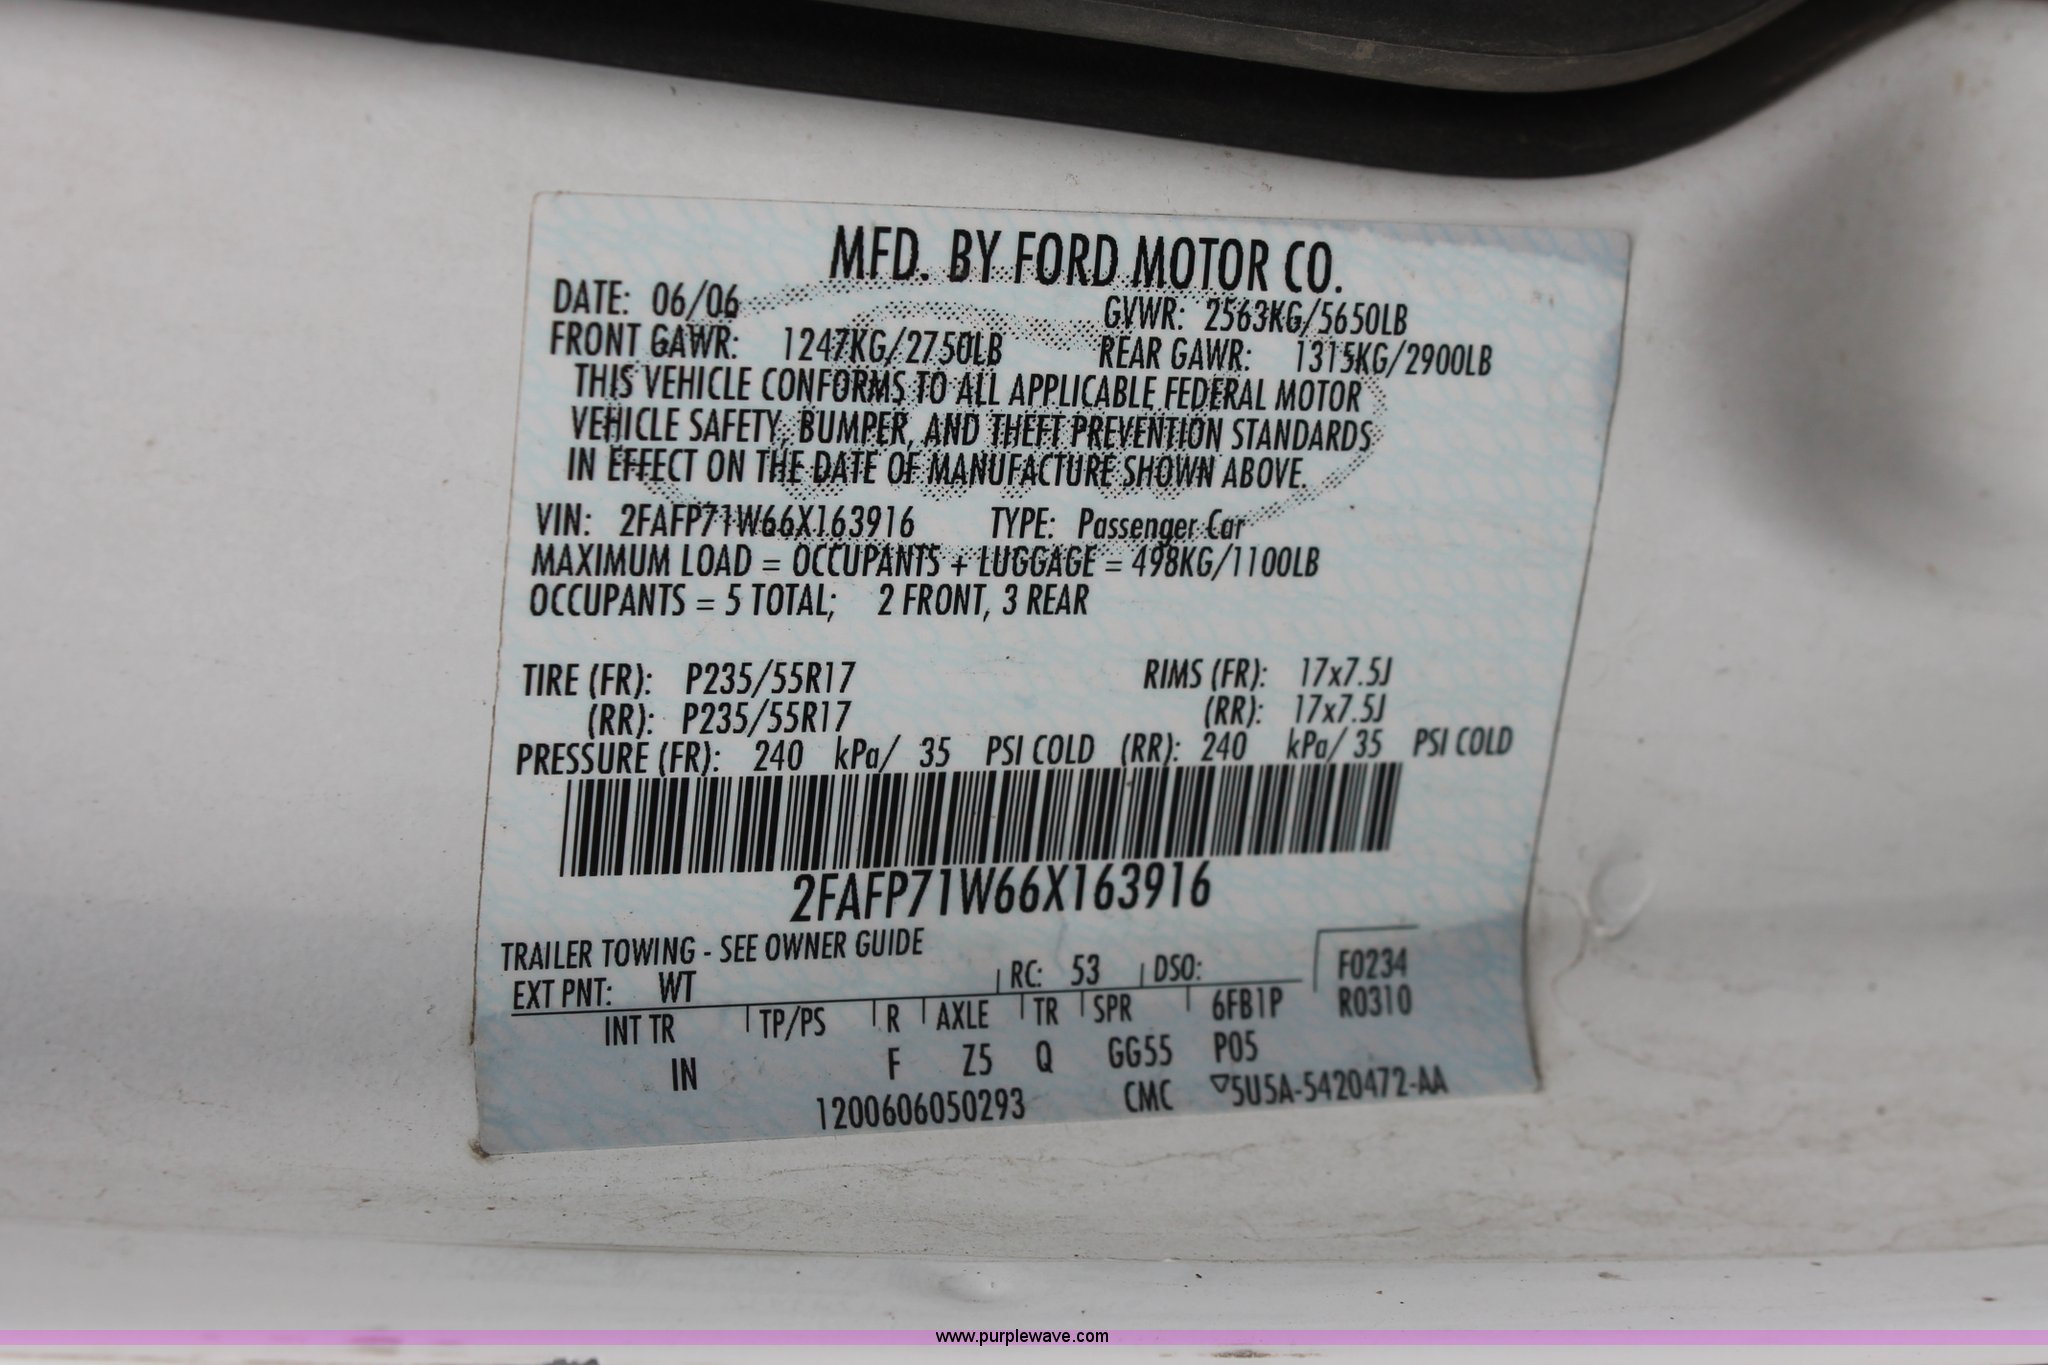 MFD. BY FORD MOTOR CO.
DATE: 06/06 GVWR: 2563KG/5650LB
FRONT GAWR: 1247KG/2750LB REAR GAWR: 1315KG/2900LB
THIS VEHICLE CONFORMS TO ALL APPLICABLE FEDERAL MOTOR
VEHICLE SAFETY, BUMPER, AND THEFT PREVENTION STANDARDS
IN EFFECT ON THE DATE OF MANUFACTURE SHOWN ABOVE.
VIN: 2FAFP71W66X163916 TYPE: Passenger Car
MAXIMUM LOAD = OCCUPANTS + LUGGAGE = 498KG/1100LB
OCCUPANTS = 5 TOTAL; 2 FRONT, 3 REAR
TIRE (FR): P235/55R17 RIMS (FR): 17x7.5J
(RR): P235/55R17 (RR): 17x7.5J
PRESSURE (FR): 240 kPa/ 35 PSI COLD (RR): 240 kPa/ 35 PSI COLD
2FAFP71W66X163916
TRAILER TOWING - SEE OWNER GUIDE
EXT PNT: WT RC: 53 DSO: F0234
INT TR TP/PS R AXLE TR SPR 6FB1P R0310
IN F Z5 Q GG55 P05
1200606050293 CMC ▽5U5A-5420472-AA
www.purplewave.com